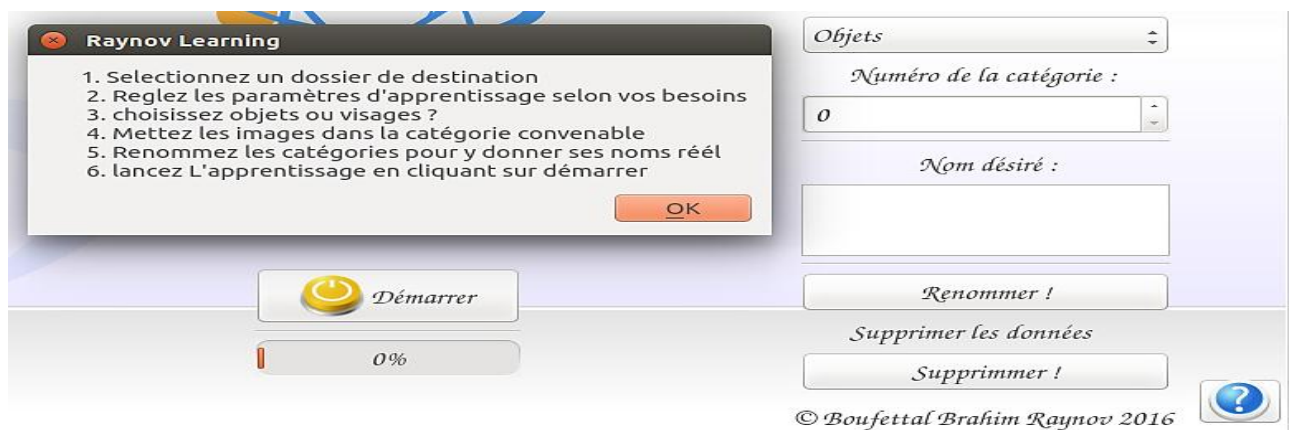 Raynov Learning
1. Selectionnez un dossier de destination
2. Reglez les paramètres d'apprentissage selon vos besoins
3. choisissez objets ou visages ?
4. Mettez les images dans la catégorie convenable
5. Renommez les catégories pour y donner ses noms réél
6. lancez L'apprentissage en cliquant sur démarrer
OK
Démarrer
0%
Objets
Numéro de la catégorie :
0
Nom désiré :
Renommer !
Supprimer les données
Supprimmer !
© Boufettal Brahim Raynov 2016